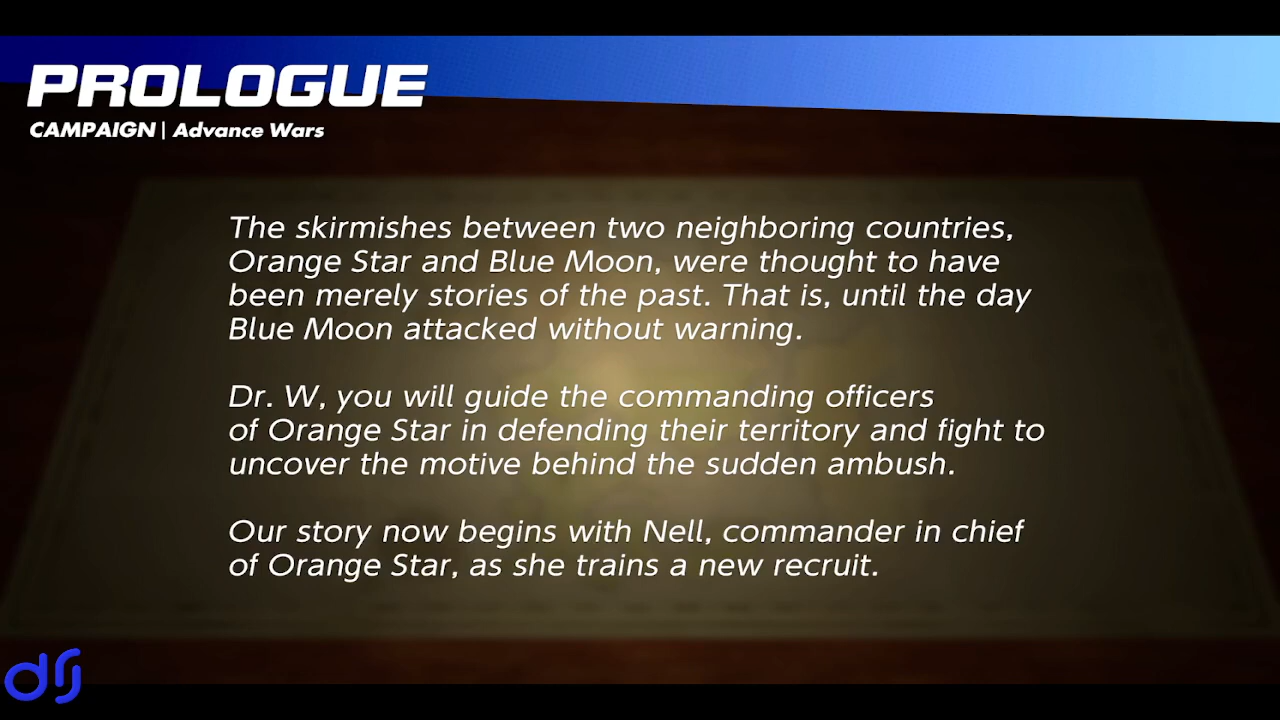 PROLOGUE
CAMPAIGN | Advance Wars
The skirmishes between two neighboring countries,
Orange Star and Blue Moon, were thought to have
been merely stories of the past. That is, until the day
Blue Moon attacked without warning.
Dr. W, you will guide the commanding officers
of Orange Star in defending their territory and fight to
uncover the motive behind the sudden ambush.
Our story now begins with Nell, commander in chief
of Orange Star, as she trains a new recruit.